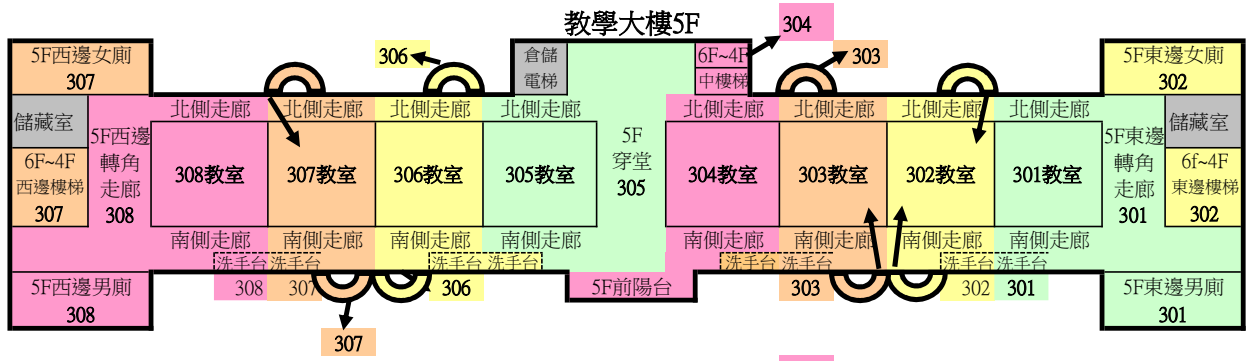 教學大樓5F
304
306
303
5F西邊女廁
307
倉儲
電梯
6F~4F
中樓梯
5F東邊女廁
302
北側走廊
北側走廊
北側走廊
北側走廊
北側走廊
北側走廊
北側走廊
北側走廊
儲藏室
5F西邊
轉角
走廊
308
6F~4F
西邊樓梯
307
308教室
307教室
306教室
305教室
5F
穿堂
305
304教室
303教室
302教室
301教室
5F東邊
轉角
走廊
301
儲藏室
6f~4F
東邊樓梯
302
南側走廊
南側走廊
南側走廊
南側走廊
南側走廊
南側走廊
南側走廊
南側走廊
洗手台
洗手台
洗手台
洗手台
洗手台
洗手台
洗手台
洗手台
5F西邊男廁
308
308
307
306
5F前陽台
303
302
301
5F東邊男廁
301
307